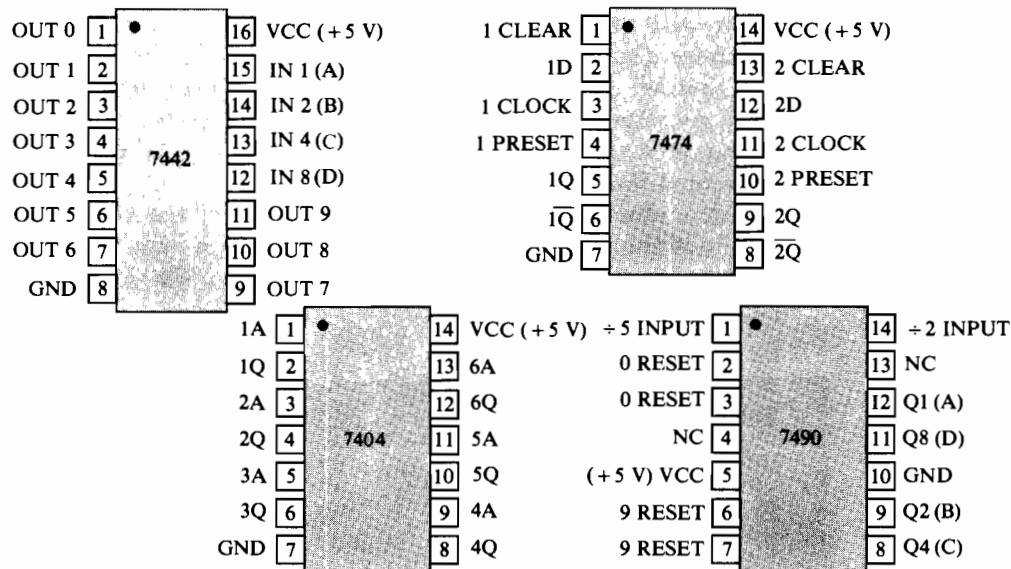 OUT 0 1 16 VCC (+5 V)
OUT 1 2 15 IN 1 (A)
OUT 2 3 14 IN 2 (B)
OUT 3 4 13 IN 4 (C)
7442
OUT 4 5 12 IN 8 (D)
OUT 5 6 11 OUT 9
OUT 6 7 10 OUT 8
GND 8 9 OUT 7
1 CLEAR 1 14 VCC (+5 V)
1D 2 13 2 CLEAR
1 CLOCK 3 12 2D
1 PRESET 4 7474 11 2 CLOCK
1Q 5 10 2 PRESET
1Q̅ 6 9 2Q
GND 7 8 2Q̅
1A 1 14 VCC (+5 V)
1Q 2 13 6A
2A 3 12 6Q
2Q 4 7404 11 5A
3A 5 10 5Q
3Q 6 9 4A
GND 7 8 4Q
÷5 INPUT 1 14 ÷2 INPUT
0 RESET 2 13 NC
0 RESET 3 12 Q1 (A)
NC 4 7490 11 Q8 (D)
(+5 V) VCC 5 10 GND
9 RESET 6 9 Q2 (B)
9 RESET 7 8 Q4 (C)